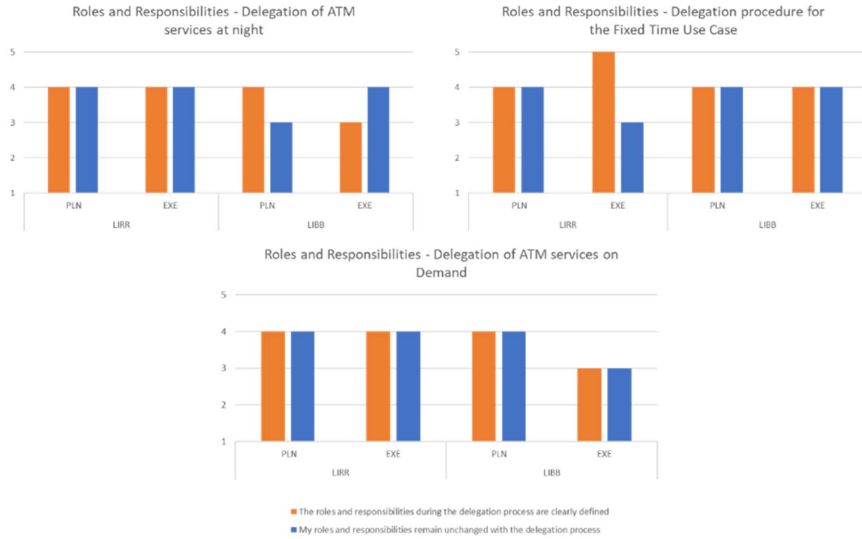 Roles and Responsibilities - Delegation of ATM
services at night
5
4
3
2
1
PLN EXE PLN EXE
LIRR LIBB
Roles and Responsibilities - Delegation procedure for
the Fixed Time Use Case
5
4
3
2
1
PLN EXE PLN EXE
LIRR LIBB
Roles and Responsibilities - Delegation of ATM services on
Demand
5
4
3
2
1
PLN EXE PLN EXE
LIRR LIBB
The roles and responsibilities during the delegation process are clearly defined
My roles and responsibilities remain unchanged with the delegation process